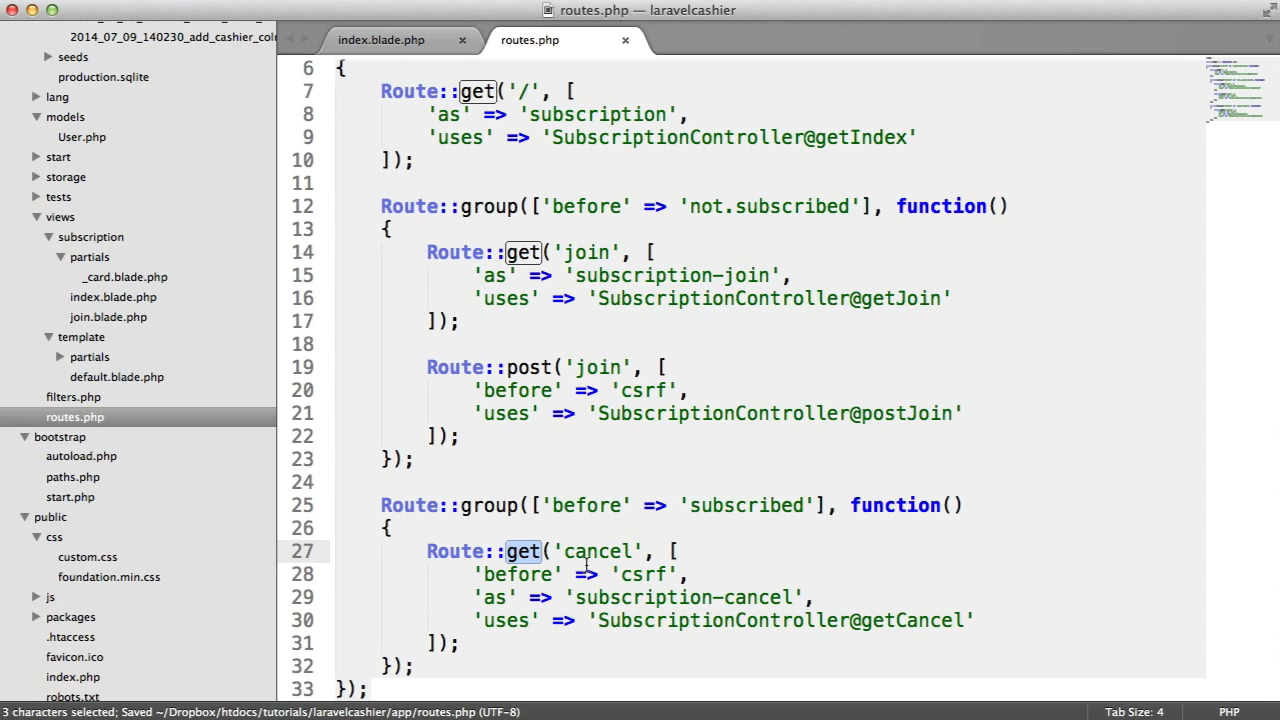 routes.php — laravelcashier
2014_07_09_140230_add_cashier_colu
seeds
production.sqlite
lang
models
User.php
start
storage
tests
views
subscription
partials
_card.blade.php
index.blade.php
join.blade.php
template
partials
default.blade.php
filters.php
routes.php
bootstrap
autoload.php
paths.php
start.php
public
css
custom.css
foundation.min.css
js
packages
.htaccess
favicon.ico
index.php
robots.txt
index.blade.php ×
routes.php ×
6 {
7 Route::get('/', [
8 'as' => 'subscription',
9 'uses' => 'SubscriptionController@getIndex'
10 ]);
11
12 Route::group(['before' => 'not.subscribed'], function()
13 {
14 Route::get('join', [
15 'as' => 'subscription-join',
16 'uses' => 'SubscriptionController@getJoin'
17 ]);
18
19 Route::post('join', [
20 'before' => 'csrf',
21 'uses' => 'SubscriptionController@postJoin'
22 ]);
23 });
24
25 Route::group(['before' => 'subscribed'], function()
26 {
27 Route::get('cancel', [
28 'before' => 'csrf',
29 'as' => 'subscription-cancel',
30 'uses' => 'SubscriptionController@getCancel'
31 ]);
32 });
33 });
3 characters selected; Saved ~/Dropbox/htdocs/tutorials/laravelcashier/app/routes.php (UTF-8)
Tab Size: 4
PHP